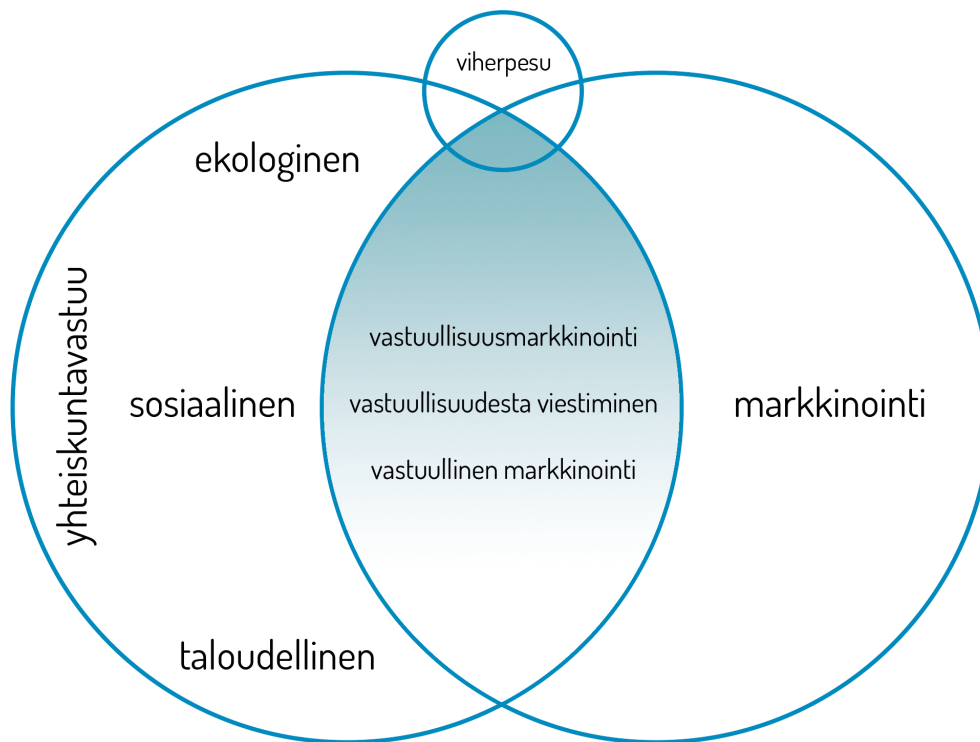 viherpesu
ekologinen
yhteiskuntavastuu
sosiaalinen
taloudellinen
vastuullisuusmarkkinointi
vastuullisuudesta viestiminen
vastuullinen markkinointi
markkinointi